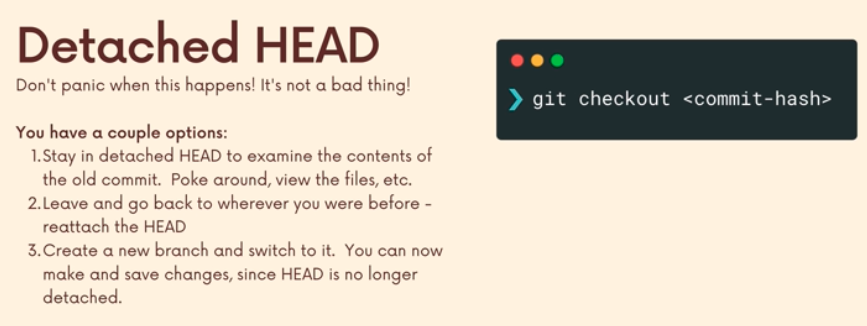 Detached HEAD
Don't panic when this happens! It's not a bad thing!
You have a couple options:
1.Stay in detached HEAD to examine the contents of
the old commit.  Poke around, view the files, etc.
2.Leave and go back to wherever you were before -
reattach the HEAD
3.Create a new branch and switch to it.  You can now
make and save changes, since HEAD is no longer
detached.
❯ git checkout <commit-hash>